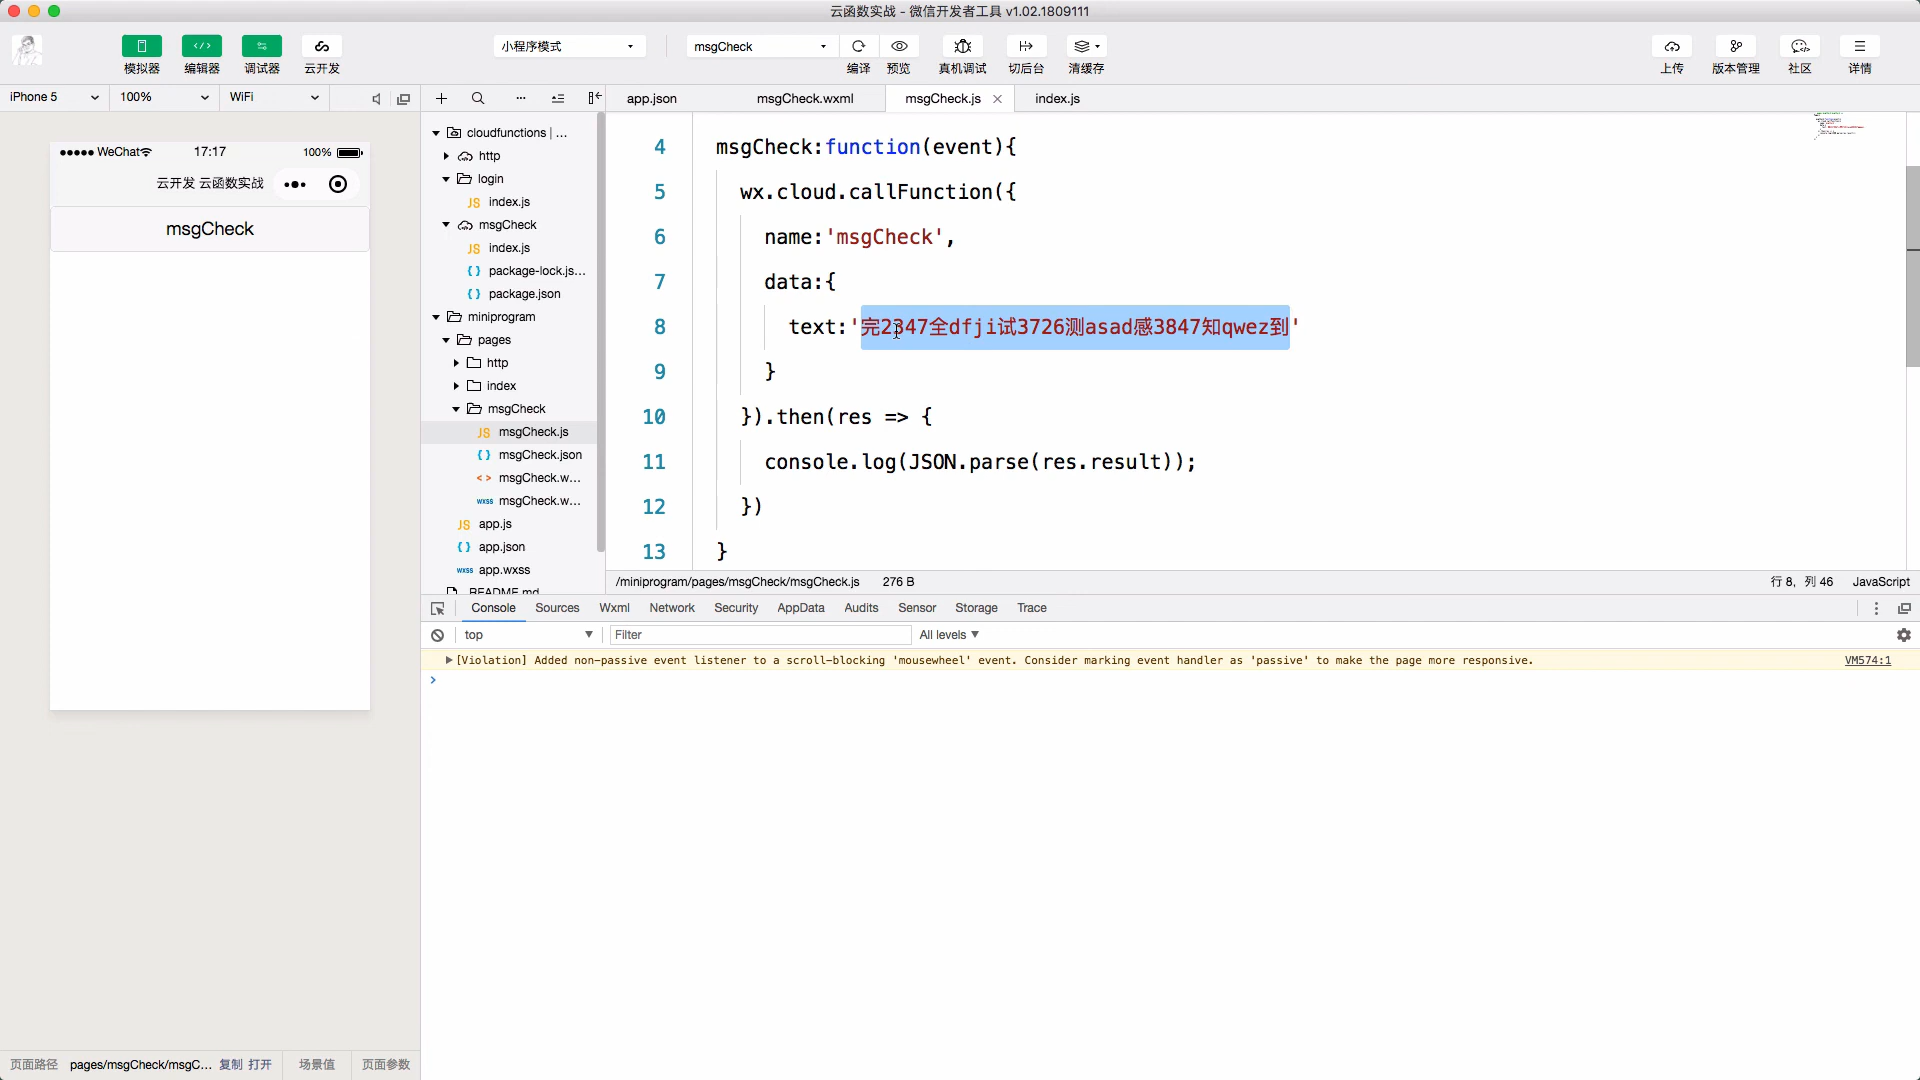 云函数实战 - 微信开发者工具 v1.02.1809111
模拟器
编辑器
调试器
云开发
小程序模式
msgCheck
编译
预览
真机调试
切后台
清缓存
上传
版本管理
社区
详情
iPhone 5
100%
WiFi
WeChat
17:17
100%
云开发 云函数实战
msgCheck
cloudfunctions | ...
http
login
JS index.js
msgCheck
JS index.js
{ } package-lock.js...
{ } package.json
miniprogram
pages
http
index
msgCheck
JS msgCheck.js
{ } msgCheck.json
< > msgCheck.w...
wxss msgCheck.w...
JS app.js
{ } app.json
wxss app.wxss
README.md
app.json
msgCheck.wxml
msgCheck.js
index.js
4 msgCheck:function(event){
5 wx.cloud.callFunction({
6 name:'msgCheck',
7 data:{
8 text:'完2347全dfji试3726测asad感3847知qwez到'
9 }
10 }).then(res => {
11 console.log(JSON.parse(res.result));
12 })
13 }
/miniprogram/pages/msgCheck/msgCheck.js 276 B
行 8, 列 46 JavaScript
Console
Sources
Wxml
Network
Security
AppData
Audits
Sensor
Storage
Trace
top
Filter
All levels
[Violation] Added non-passive event listener to a scroll-blocking 'mousewheel' event. Consider marking event handler as 'passive' to make the page more responsive.
VM574:1
页面路径 pages/msgCheck/msgC... 复制 打开
场景值
页面参数